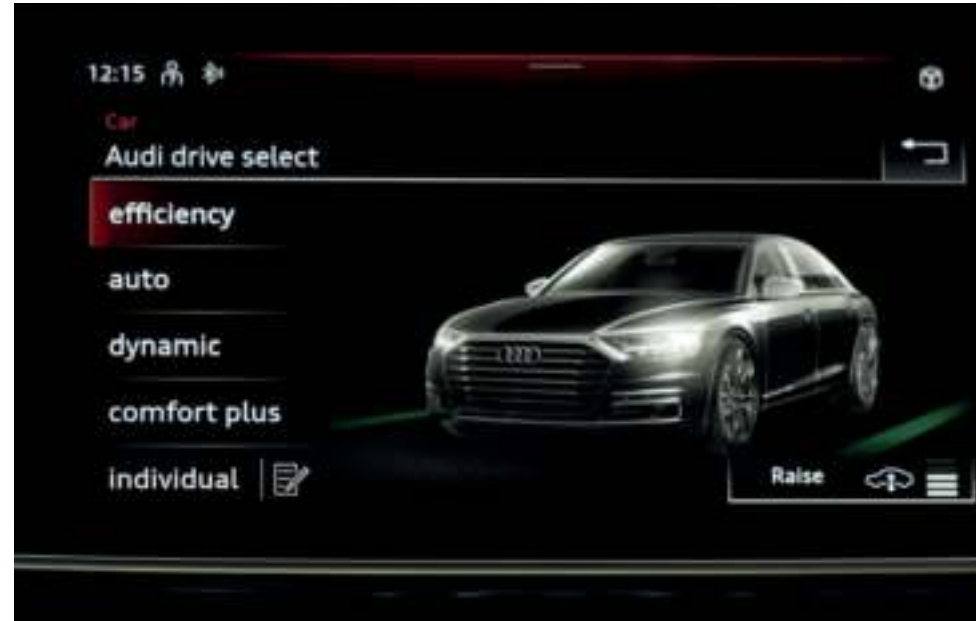 12:15
Car
Audi drive select
efficiency
auto
dynamic
comfort plus
individual
Raise